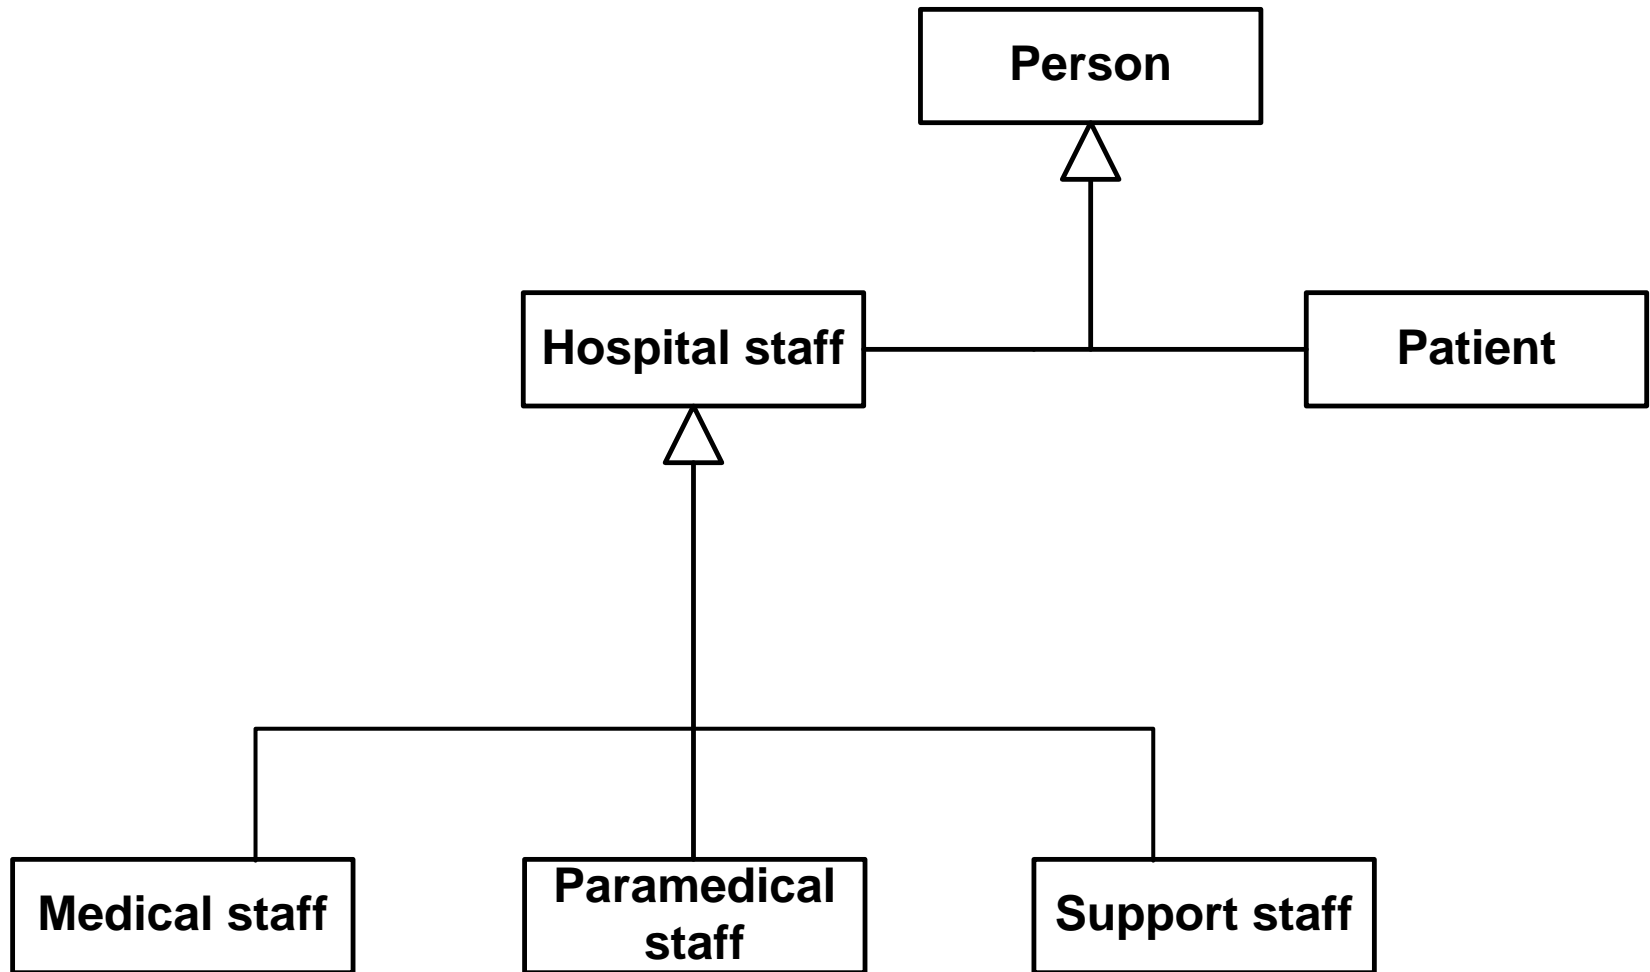 Person
Hospital staff
Patient
Medical staff
Paramedical
staff
Support staff